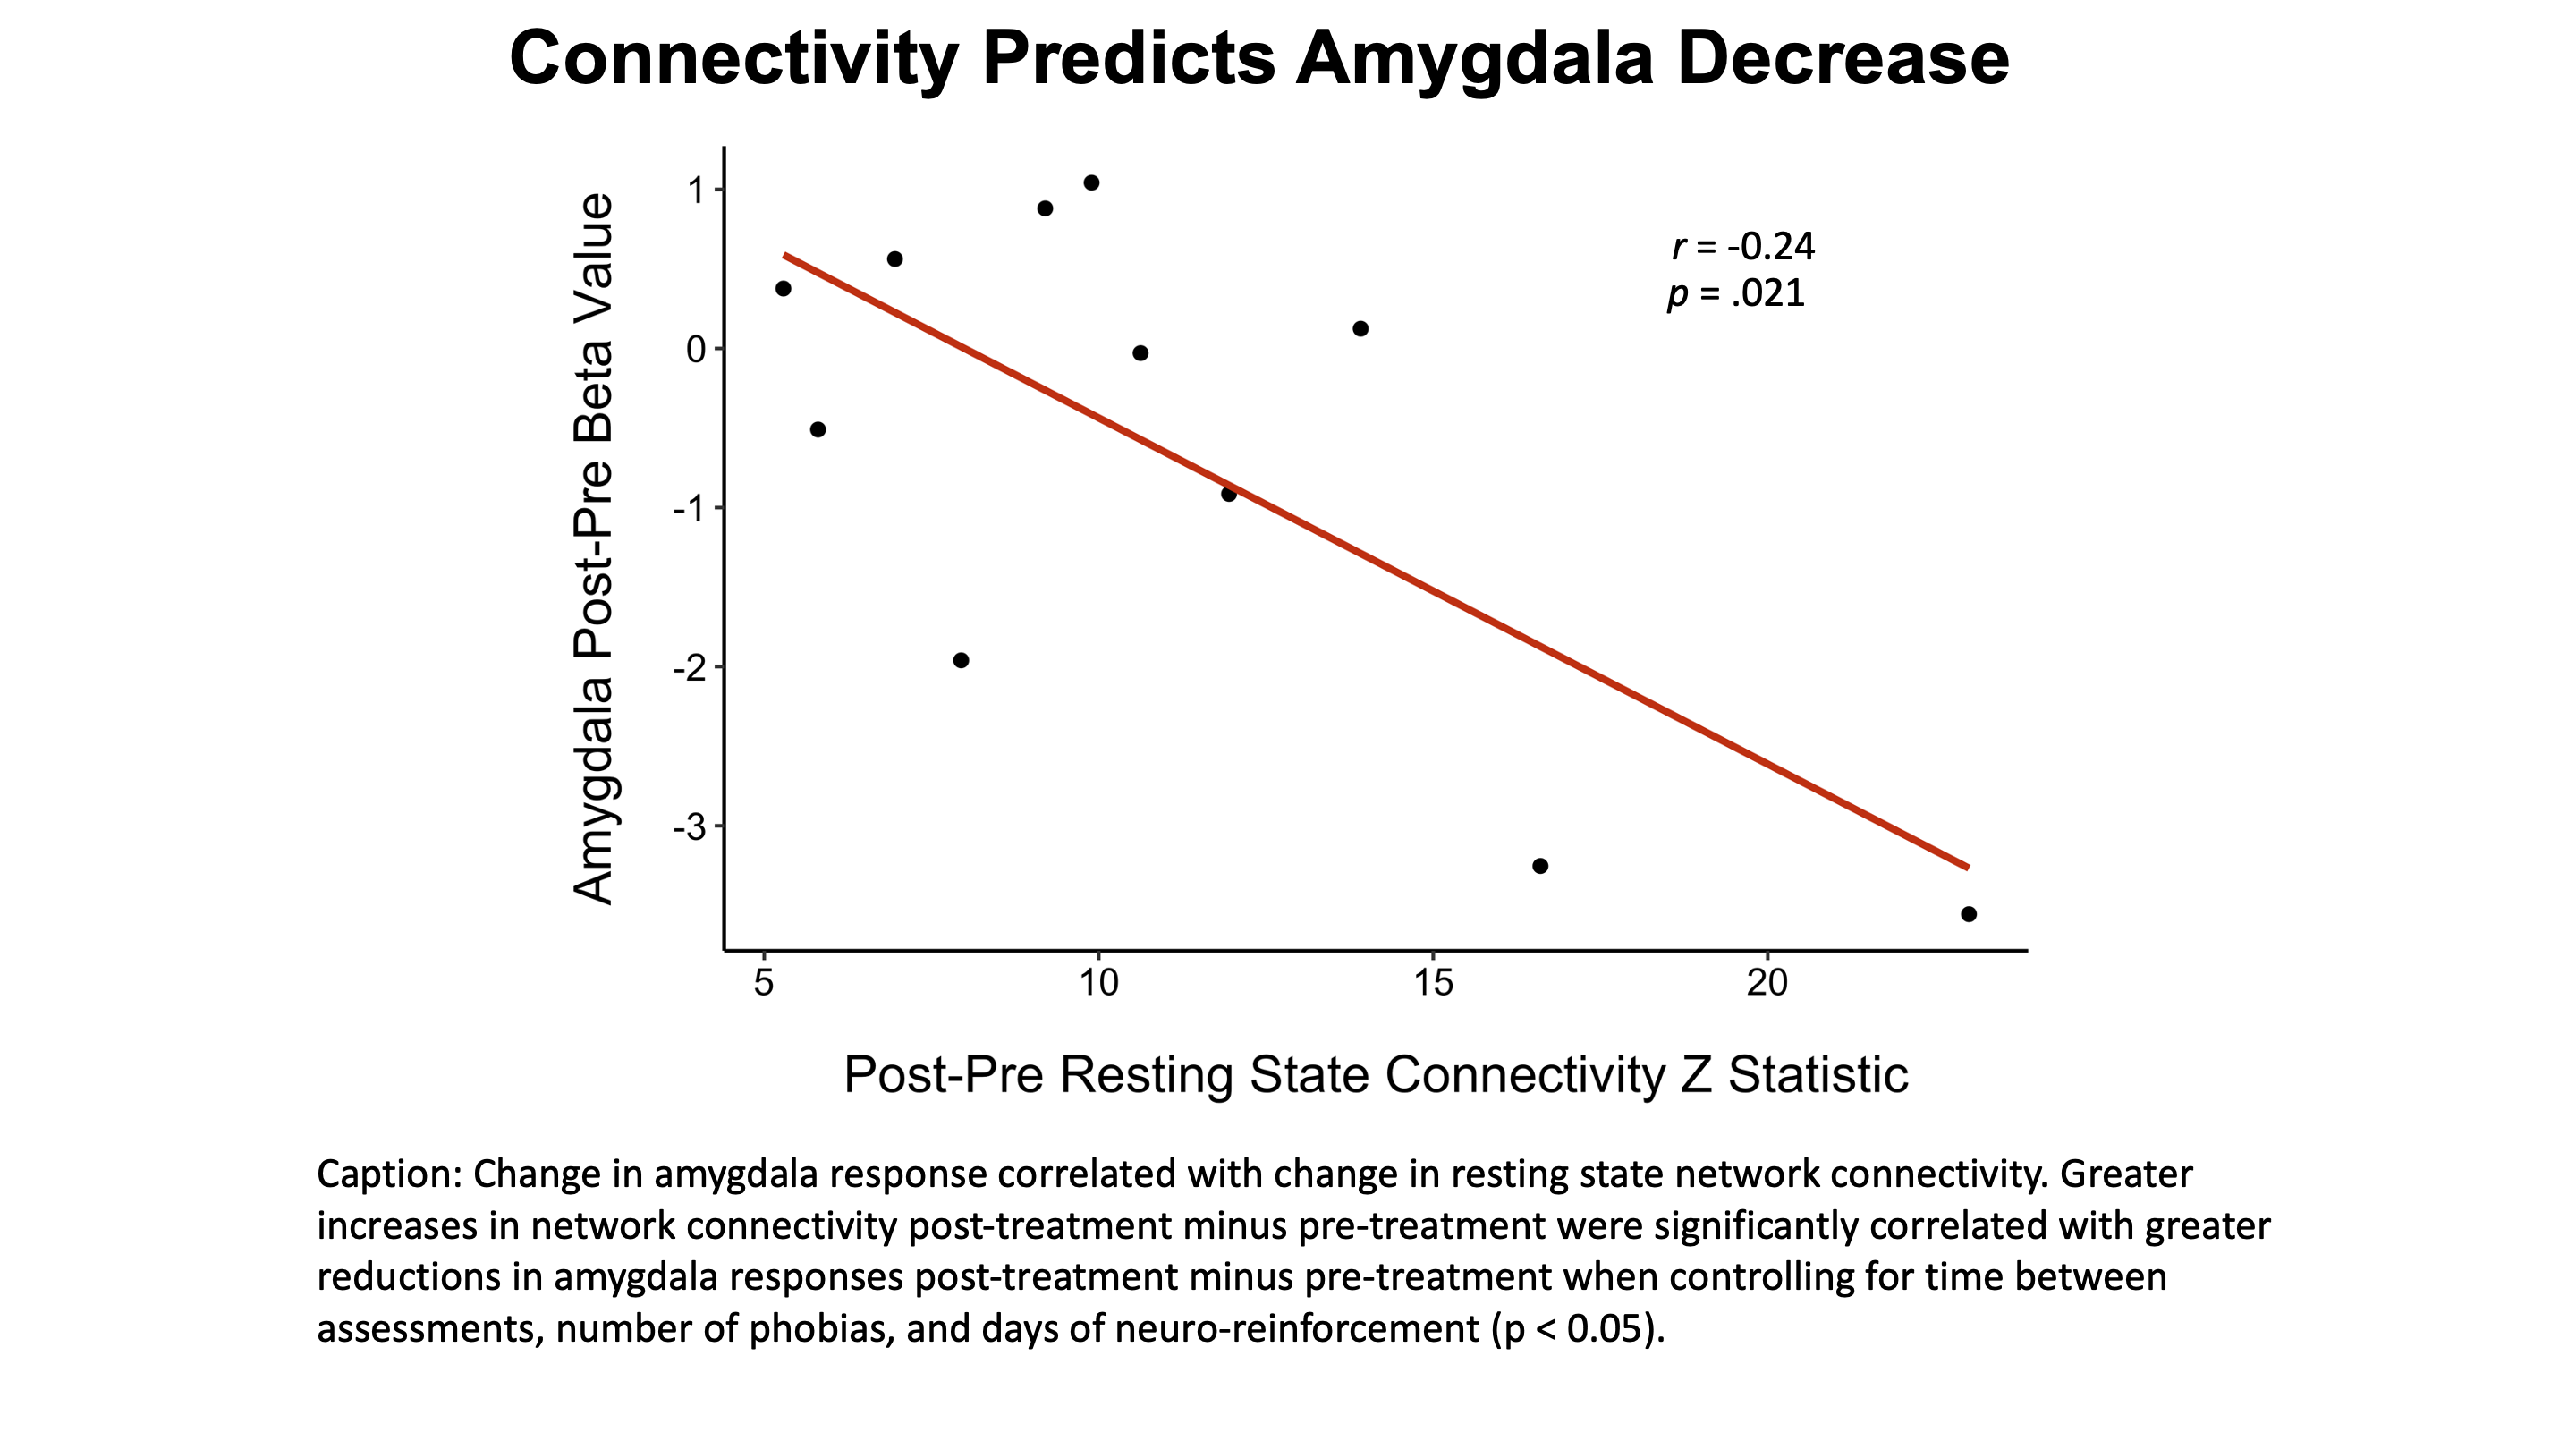 Connectivity Predicts Amygdala Decrease
Amygdala Post-Pre Beta Value
1
0
-1
-2
-3
r = -0.24
p = .021
5 10 15 20
Post-Pre Resting State Connectivity Z Statistic
Caption: Change in amygdala response correlated with change in resting state network connectivity. Greater
increases in network connectivity post-treatment minus pre-treatment were significantly correlated with greater
reductions in amygdala responses post-treatment minus pre-treatment when controlling for time between
assessments, number of phobias, and days of neuro-reinforcement (p < 0.05).